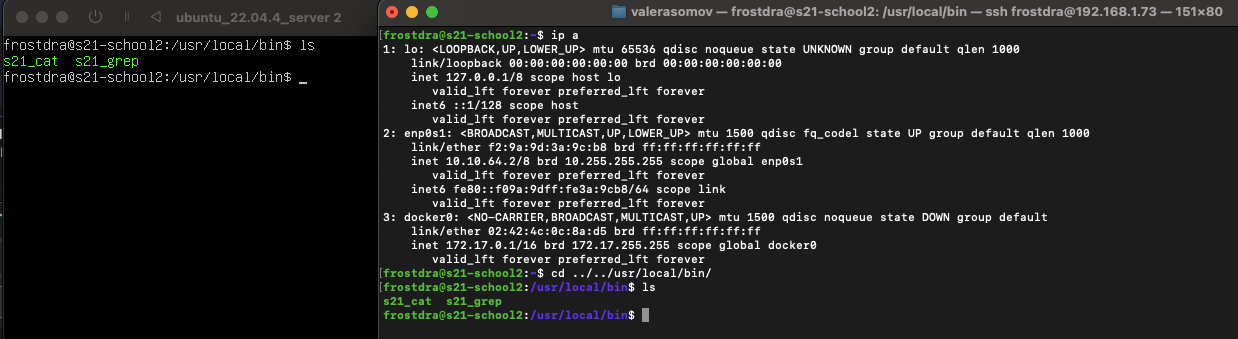 ubuntu_22.04.4_server 2
frostdra@s21-school2:/usr/local/bin$ ls
s21_cat  s21_grep
frostdra@s21-school2:/usr/local/bin$ _
valerasomov — frostdra@s21-school2: /usr/local/bin — ssh frostdra@192.168.1.73 — 151×80
[frostdra@s21-school2:~$ ip a
1: lo: <LOOPBACK,UP,LOWER_UP> mtu 65536 qdisc noqueue state UNKNOWN group default qlen 1000
    link/loopback 00:00:00:00:00:00 brd 00:00:00:00:00:00
    inet 127.0.0.1/8 scope host lo
       valid_lft forever preferred_lft forever
    inet6 ::1/128 scope host
       valid_lft forever preferred_lft forever
2: enp0s1: <BROADCAST,MULTICAST,UP,LOWER_UP> mtu 1500 qdisc fq_codel state UP group default qlen 1000
    link/ether f2:9a:9d:3a:9c:b8 brd ff:ff:ff:ff:ff:ff
    inet 10.10.64.2/8 brd 10.255.255.255 scope global enp0s1
       valid_lft forever preferred_lft forever
    inet6 fe80::f09a:9dff:fe3a:9cb8/64 scope link
       valid_lft forever preferred_lft forever
3: docker0: <NO-CARRIER,BROADCAST,MULTICAST,UP> mtu 1500 qdisc noqueue state DOWN group default
    link/ether 02:42:4c:0c:8a:d5 brd ff:ff:ff:ff:ff:ff
    inet 172.17.0.1/16 brd 172.17.255.255 scope global docker0
       valid_lft forever preferred_lft forever
[frostdra@s21-school2:~$ cd ../../usr/local/bin/
[frostdra@s21-school2:/usr/local/bin$ ls
s21_cat  s21_grep
frostdra@s21-school2:/usr/local/bin$